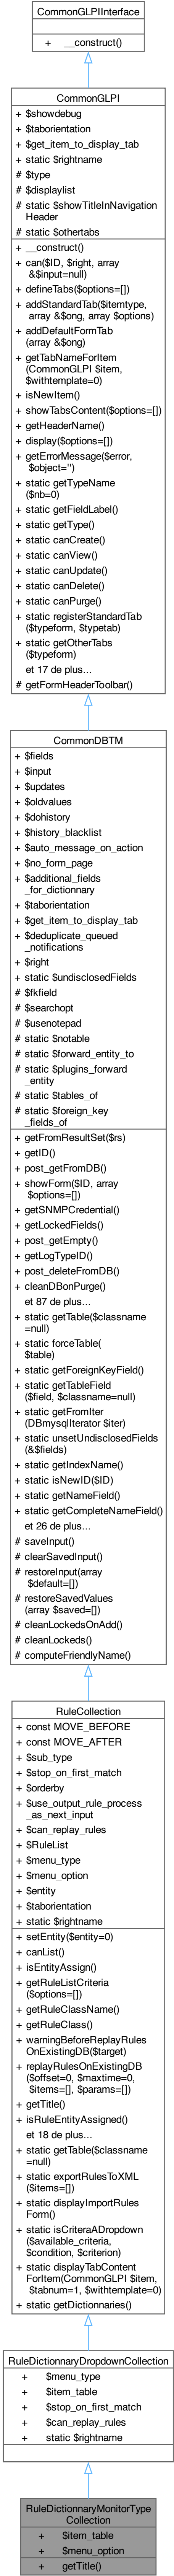 CommonGLPIInterface
+ __construct()
CommonGLPI
+ $showdebug
+ $taborientation
+ $get_item_to_display_tab
+ static $rightname
# $type
# $displaylist
# static $showTitleInNavigation
Header
# static $othertabs
+ __construct()
+ can($ID, $right, array
&$input=null)
+ defineTabs($options=[])
+ addStandardTab($itemtype,
array &$ong, array $options)
+ addDefaultFormTab
(array &$ong)
+ getTabNameForItem
(CommonGLPI $item,
$withtemplate=0)
+ isNewItem()
+ showTabsContent($options=[])
+ getHeaderName()
+ display($options=[])
+ getErrorMessage($error,
$object='')
+ static getTypeName
($nb=0)
+ static getFieldLabel()
+ static getType()
+ static canCreate()
+ static canView()
+ static canUpdate()
+ static canDelete()
+ static canPurge()
+ static registerStandardTab
($typeform, $typetab)
+ static getOtherTabs
($typeform)
et 17 de plus...
# getFormHeaderToolbar()
CommonDBTM
+ $fields
+ $input
+ $updates
+ $oldvalues
+ $dohistory
+ $history_blacklist
+ $auto_message_on_action
+ $no_form_page
+ $additional_fields
_for_dictionnary
+ $taborientation
+ $get_item_to_display_tab
+ $deduplicate_queued
_notifications
+ $right
+ static $undisclosedFields
# $fkfield
# $searchopt
# $usenotepad
# static $notable
# static $forward_entity_to
# static $plugins_forward
_entity
# static $tables_of
# static $foreign_key
_fields_of
+ getFromResultSet($rs)
+ getID()
+ post_getFromDB()
+ showForm($ID, array
$options=[])
+ getSNMPCredential()
+ getLockedFields()
+ post_getEmpty()
+ getLogTypeID()
+ post_deleteFromDB()
+ cleanDBonPurge()
et 87 de plus...
+ static getTable($classname
=null)
+ static forceTable(
$table)
+ static getForeignKeyField()
+ static getTableField
($field, $classname=null)
+ static getFromIter
(DBmysqlIterator $iter)
+ static unsetUndisclosedFields
(&$fields)
+ static getIndexName()
+ static isNewID($ID)
+ static getNameField()
+ static getCompleteNameField()
et 26 de plus...
# saveInput()
# clearSavedInput()
# restoreInput(array
$default=[])
# restoreSavedValues
(array $saved=[])
# cleanLockedsOnAdd()
# cleanLockeds()
# computeFriendlyName()
RuleCollection
+ const MOVE_BEFORE
+ const MOVE_AFTER
+ $sub_type
+ $stop_on_first_match
+ $orderby
+ $use_output_rule_process
_as_next_input
+ $can_replay_rules
+ $RuleList
+ $menu_type
+ $menu_option
+ $entity
+ $taborientation
+ static $rightname
+ setEntity($entity=0)
+ canList()
+ isEntityAssign()
+ getRuleListCriteria
($options=[])
+ getRuleClassName()
+ getRuleClass()
+ warningBeforeReplayRules
OnExistingDB($target)
+ replayRulesOnExistingDB
($offset=0, $maxtime=0,
$items=[], $params=[])
+ getTitle()
+ isRuleEntityAssigned()
et 18 de plus...
+ static getTable($classname
=null)
+ static exportRulesToXML
($items=[])
+ static displayImportRules
Form()
+ static isCriteraADropdown
($available_criteria,
$condition, $criterion)
+ static displayTabContent
ForItem(CommonGLPI $item,
$tabnum=1, $withtemplate=0)
+ static getDictionnaries()
RuleDictionnaryDropdownCollection
+ $menu_type
+ $item_table
+ $stop_on_first_match
+ $can_replay_rules
+ static $rightname
RuleDictionnaryMonitorType
Collection
+ $item_table
+ $menu_option
+ getTitle()